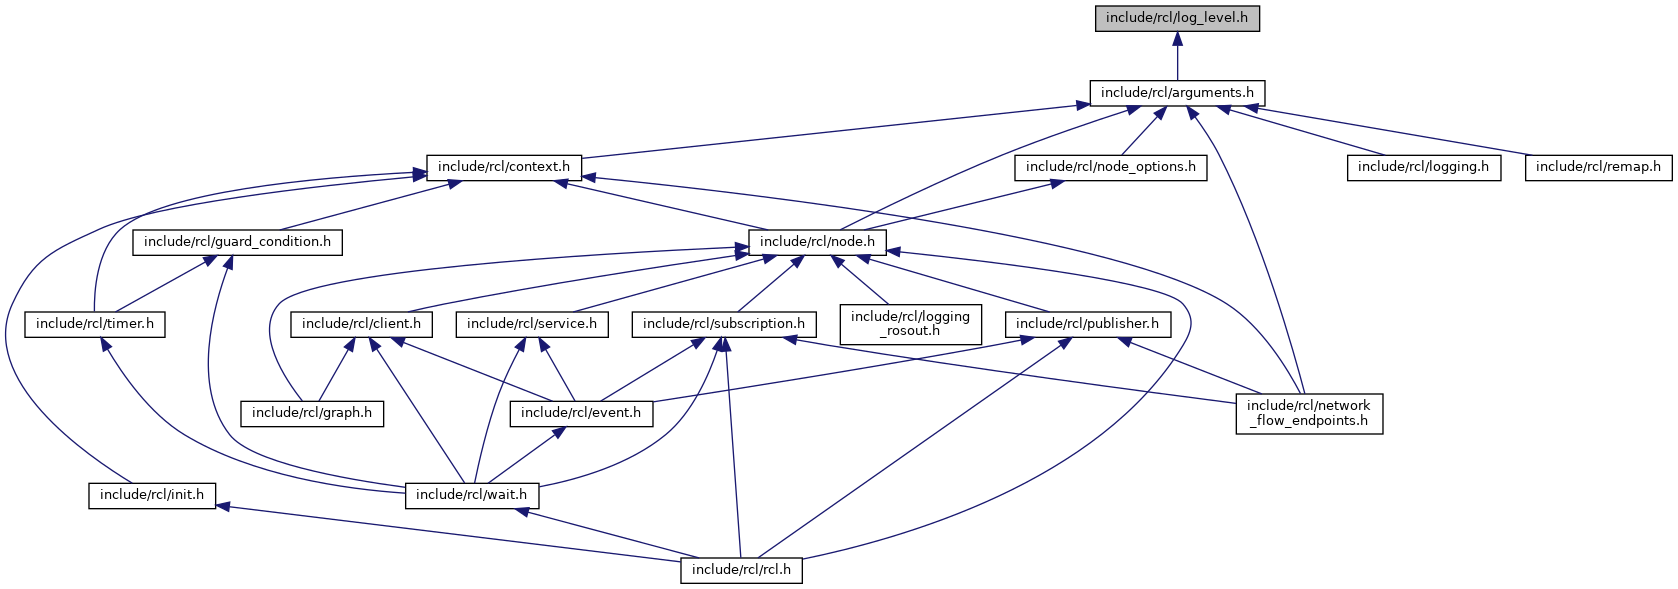 include/rcl/log_level.h
include/rcl/arguments.h
include/rcl/context.h
include/rcl/node_options.h
include/rcl/logging.h
include/rcl/remap.h
include/rcl/guard_condition.h
include/rcl/node.h
include/rcl/timer.h
include/rcl/client.h
include/rcl/service.h
include/rcl/subscription.h
include/rcl/logging
_rosout.h
include/rcl/publisher.h
include/rcl/graph.h
include/rcl/event.h
include/rcl/network
_flow_endpoints.h
include/rcl/init.h
include/rcl/wait.h
include/rcl/rcl.h